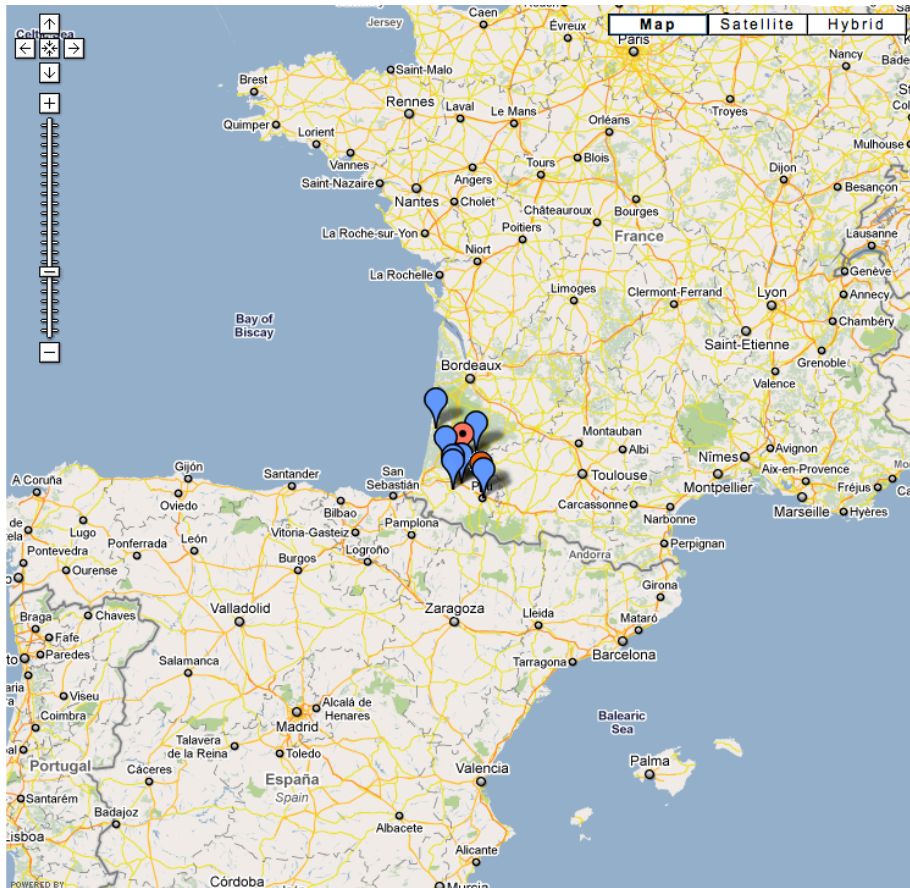 Jersey
Caen
Évreux
Map
Satellite
Hybrid
Celtic Sea
Paris
Nancy
Saint-Malo
Brest
Rennes
Laval
Le Mans
Troyes
Quimper
Lorient
Orléans
Vannes
Mulhouse
Blois
Tours
Angers
Dijon
Saint-Nazaire
Besançon
Nantes
Cholet
Châteauroux
Bourges
La Roche-sur-Yon
Poitiers
France
Lausanne
Niort
La Rochelle
Genève
Limoges
Clermont-Ferrand
Lyon
Annecy
Bay of
Biscay
Chambéry
Saint-Etienne
Grenoble
Bordeaux
Valence
Montauban
Albi
Avignon
Nîmes
Aix-en-Provence
Toulouse
Montpellier
Fréjus
A Coruña
Gijón
Santander
San
Sebastián
Oviedo
Bilbao
Carcassonne
Marseille
Hyères
Narbonne
Lugo
Pamplona
Vitoria-Gasteiz
Perpignan
Ponferrada
León
Logroño
Andorra
Pontevedra
Burgos
Ourense
Girona
Valladolid
Zaragoza
Lleida
Mataró
Braga
Chaves
Fafe
Barcelona
Paredes
Salamanca
Tarragona
Viseu
Alcalá de
Henares
Coimbra
Madrid
Balearic
Sea
Talavera
de la Reina
Toledo
Palma
Portugal
Cáceres
España
Spain
Valencia
Santarém
Badajoz
Albacete
Lisboa
Alicante
POWERED BY
Córdoba
Murcia